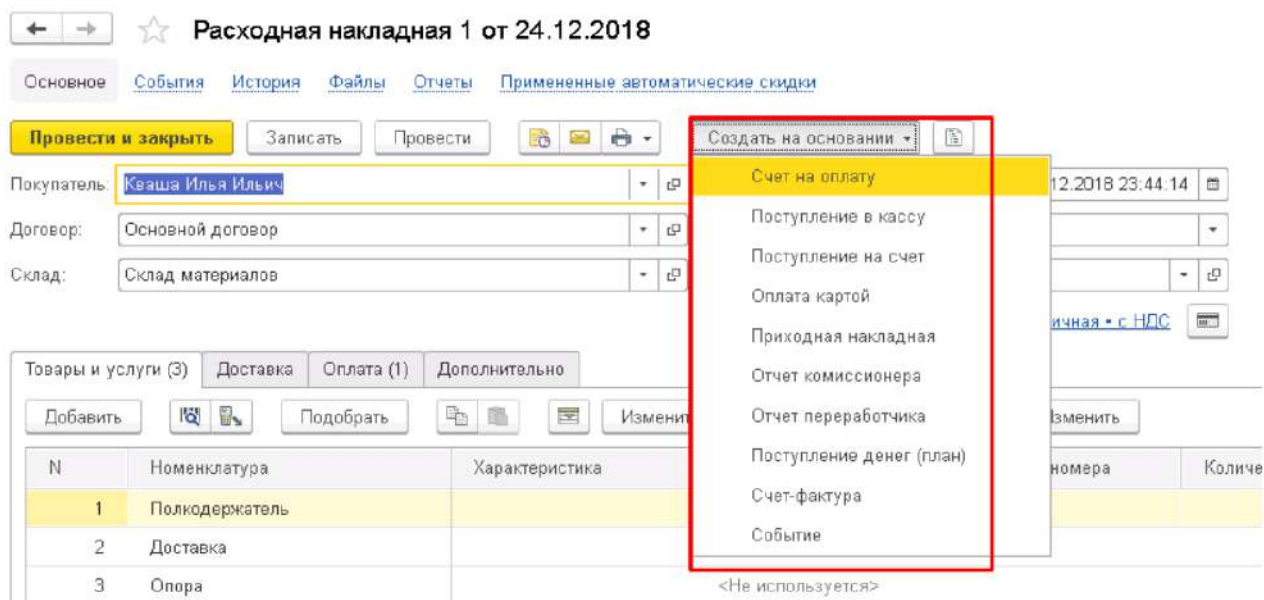 Расходная накладная 1 от 24.12.2018
Основное События История Файлы Отчеты Примененные автоматические скидки
Провести и закрыть Записать Провести Создать на основании
Покупатель: Кваша Илья Ильич Счет на оплату 12.2018 23:44:14
Поступление в кассу
Договор: Основной договор
Поступление на счет
Склад: Склад материалов
Оплата картой
ичная • с НДС
Приходная накладная
Товары и услуги (3) Доставка Оплата (1) Дополнительно Отчет комиссионера
Добавить Подобрать Изменит Отчет переработчика Изменить
Поступление денег (план)
N Номенклатура Характеристика номера Количе
Счет-фактура
1 Полкодержатель
Событие
2 Доставка
3 Опора <Не используется>